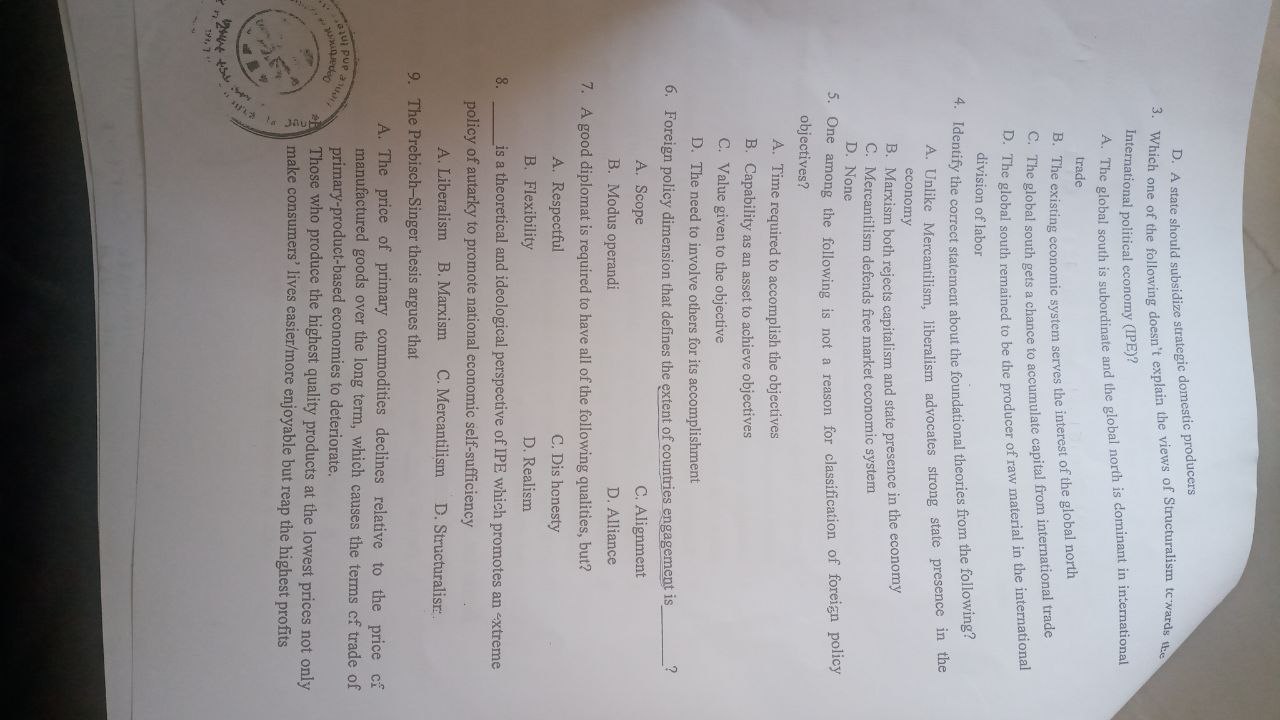 D. A state should subsidize strategic domestic producers
3. Which one of the following doesn't explain the views of Structuralism towards the
International political economy (IPE)?
A. The global south is subordinate and the global north is dominant in international
trade
B. The existing economic system serves the interest of the global north
C. The global south gets a chance to accumulate capital from international trade
D. The global south remained to be the producer of raw material in the international
division of labor
4. Identify the correct statement about the foundational theories from the following?
A. Unlike Mercantilism, liberalism advocates strong state presence in the
economy
B. Marxism both rejects capitalism and state presence in the economy
C. Mercantilism defends free market economic system
D. None
5. One among the following is not a reason for classification of foreign policy
objectives?
A. Time required to accomplish the objectives
B. Capability as an asset to achieve objectives
C. Value given to the objective
D. The need to involve others for its accomplishment
6. Foreign policy dimension that defines the extent of countries engagement is ______?
A. Scope C. Alignment
B. Modus operandi D. Alliance
7. A good diplomat is required to have all of the following qualities, but?
A. Respectful C. Dis honesty
B. Flexibility D. Realism
8. _____is a theoretical and ideological perspective of IPE which promotes an extreme
policy of autarky to promote national economic self-sufficiency
A. Liberalism B. Marxism C. Mercantilism D. Structuralism
9. The Prebisch-Singer thesis argues that
A. The price of primary commodities declines relative to the price of
manufactured goods over the long term, which causes the terms of trade of
primary-product-based economies to deteriorate.
Those who produce the highest quality products at the lowest prices not only
make consumers' lives easier/more enjoyable but reap the highest profits